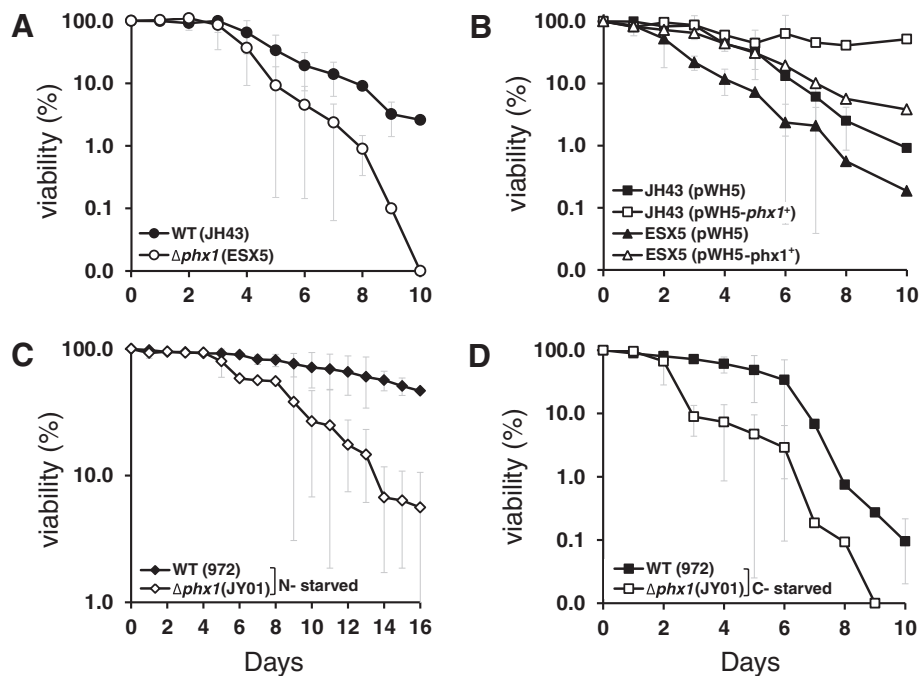 A
viability (%)
100.0
10.0
1.0
0.1
0.0
WT (JH43)
Δphx1(ESX5)
0 2 4 6 8 10
B
viability (%)
100.0
10.0
1.0
0.1
0.0
JH43 (pWH5)
JH43 (pWH5-phx1⁺)
ESX5 (pWH5)
ESX5 (pWH5-phx1⁺)
0 2 4 6 8 10
C
viability (%)
100.0
10.0
1.0
WT (972)
Δphx1(JY01)
N- starved
0 2 4 6 8 10 12 14 16
Days
D
viability (%)
100.0
10.0
1.0
0.1
0.0
WT (972)
Δphx1(JY01)
C- starved
0 2 4 6 8 10
Days